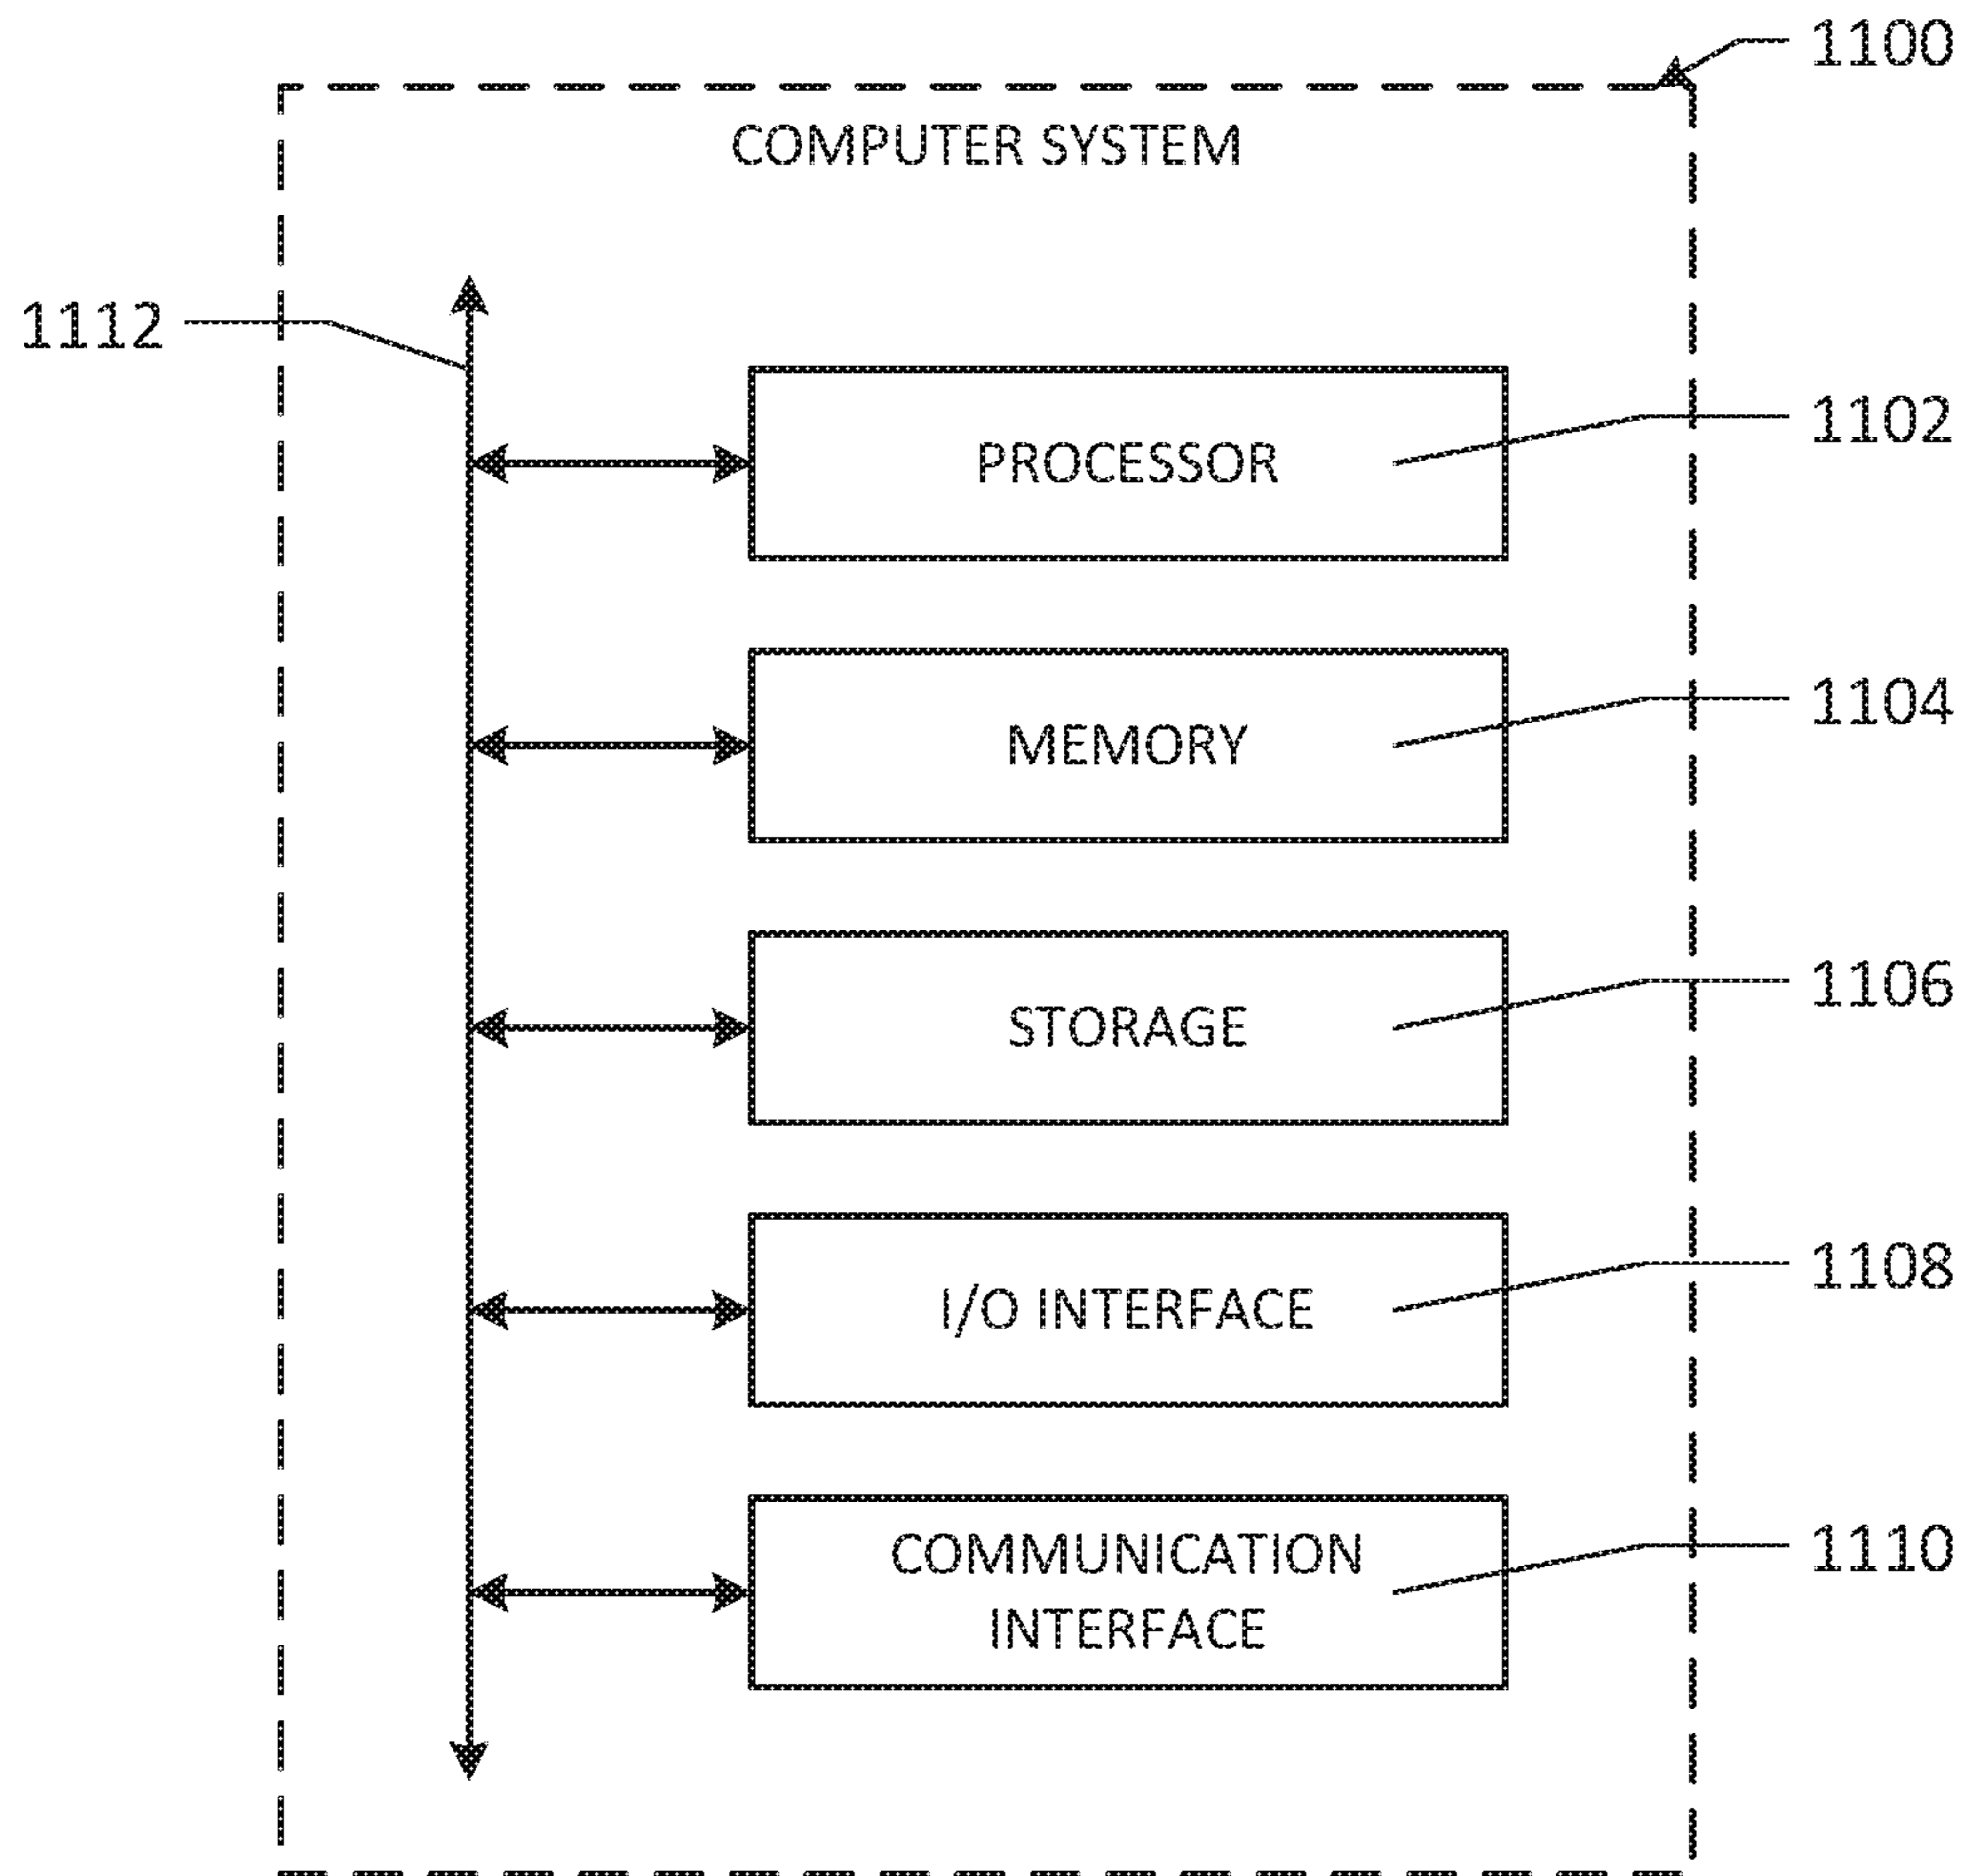 1100
COMPUTER SYSTEM
1112
PROCESSOR
1102
MEMORY
1104
STORAGE
1106
I/O INTERFACE
1108
COMMUNICATION
INTERFACE
1110